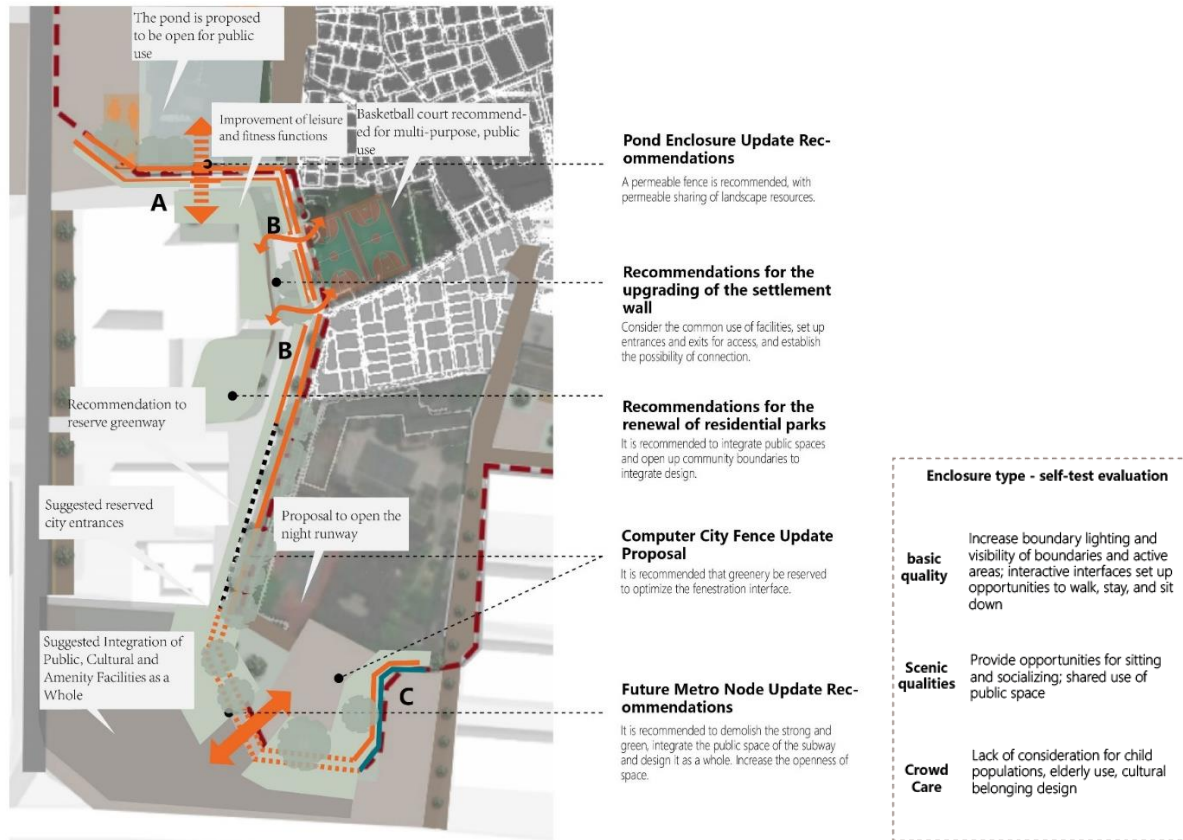 The pond is proposed
to be open for public
use
Improvement of leisure
and fitness functions
Basketball court recommend-
ed for multi-purpose, public
use
A
B
B
Recommendation to
reserve greenway
Suggested reserved
city entrances
Proposal to open the
night runway
Suggested Integration of
Public, Cultural and
Amenity Facilities as a
Whole
C
Pond Enclosure Update Rec-
ommendations
A permeable fence is recommended, with
permeable sharing of landscape resources.
Recommendations for the
upgrading of the settlement
wall
Consider the common use of facilities, set up
entrances and exits for access, and establish
the possibility of connection.
Recommendations for the
renewal of residential parks
It is recommended to integrate public spaces
and open up community boundaries to
integrate design.
Computer City Fence Update
Proposal
It is recommended that greenery be reserved
to optimize the fenestration interface.
Future Metro Node Update Rec-
ommendations
It is recommended to demolish the strong and
green, integrate the public space of the subway
and design it as a whole. Increase the openness of
space.
Enclosure type - self-test evaluation
basic
quality
Increase boundary lighting and
visibility of boundaries and active
areas; interactive interfaces set up
opportunities to walk, stay, and sit
down
Scenic
qualities
Provide opportunities for sitting
and socializing; shared use of
public space
Crowd
Care
Lack of consideration for child
populations, elderly use, cultural
belonging design